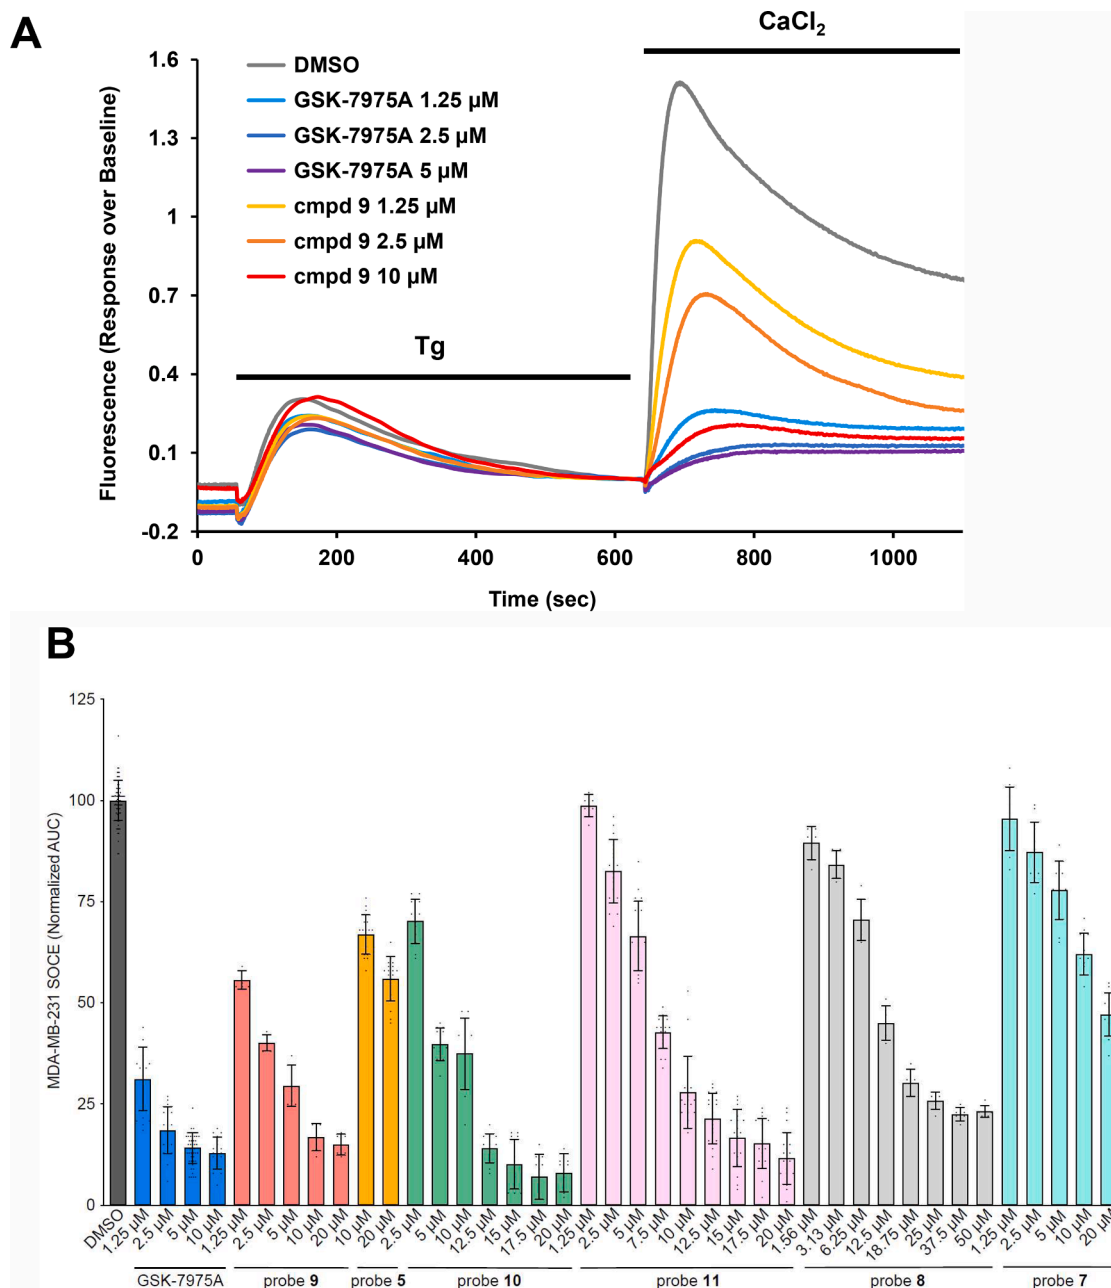 A
CaCl2
1.6
1.3
1
0.7
0.4
0.1
-0.2
Fluorescence (Response over Baseline)
DMSO
GSK-7975A 1.25 µM
GSK-7975A 2.5 µM
GSK-7975A 5 µM
cmpd 9 1.25 µM
cmpd 9 2.5 µM
cmpd 9 10 µM
Tg
0 200 400 600 800 1000
Time (sec)
B
125
100
75
50
25
0
MDA-MB-231 SOCE (Normalized AUC)
DMSO 1.25 µM 2.5 µM 5 µM 10 µM 1.25 µM 2.5 µM 5 µM 10 µM 20 µM 10 µM 20 µM 2.5 µM 5 µM 10 µM 12.5 µM 15 µM 17.5 µM 20 µM 1.25 µM 2.5 µM 5 µM 7.5 µM 10 µM 12.5 µM 15 µM 17.5 µM 20 µM 1.56 µM 3.13 µM 6.25 µM 12.5 µM 18.75 µM 25 µM 37.5 µM 50 µM 1.25 µM 2.5 µM 5 µM 10 µM 20 µM
GSK-7975A probe 9 probe 5 probe 10 probe 11 probe 8 probe 7